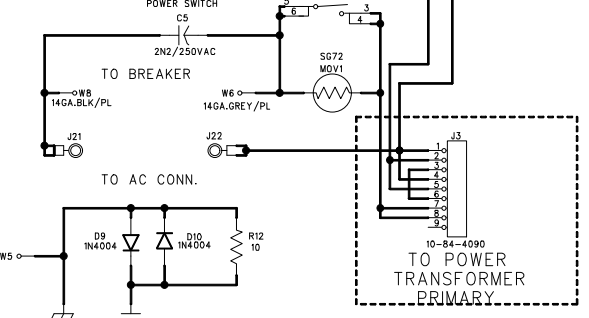 POWER SWITCH
C5
5
6
3
4
2N2/250VAC
SG72
MOV1
TO BREAKER
W8
14GA.BLK/PL
W6
14GA.GREY/PL
J21
J22
J3
1
2
3
4
5
6
7
8
9
TO AC CONN.
D9
1N4004
D10
1N4004
R12
10
W5
10-84-4090
TO POWER
TRANSFORMER
PRIMARY